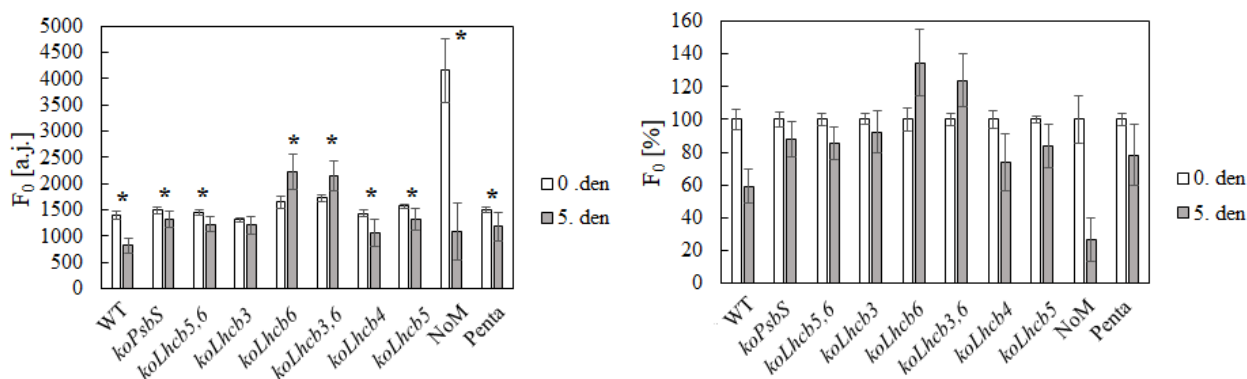 F0 [a.j.]
5000
4500
4000
3500
3000
2500
2000
1500
1000
500
0
* * * * * * * * *
WT
koPsbS
koLhcb5,6
koLhcb3
koLhcb6
koLhcb3,6
koLhcb4
koLhcb5
NoM
Penta
0 .den
5. den
F0 [%]
160
140
120
100
80
60
40
20
0
WT
koPsbS
koLhcb5,6
koLhcb3
koLhcb6
koLhcb3,6
koLhcb4
koLhcb5
NoM
Penta
0. den
5. den